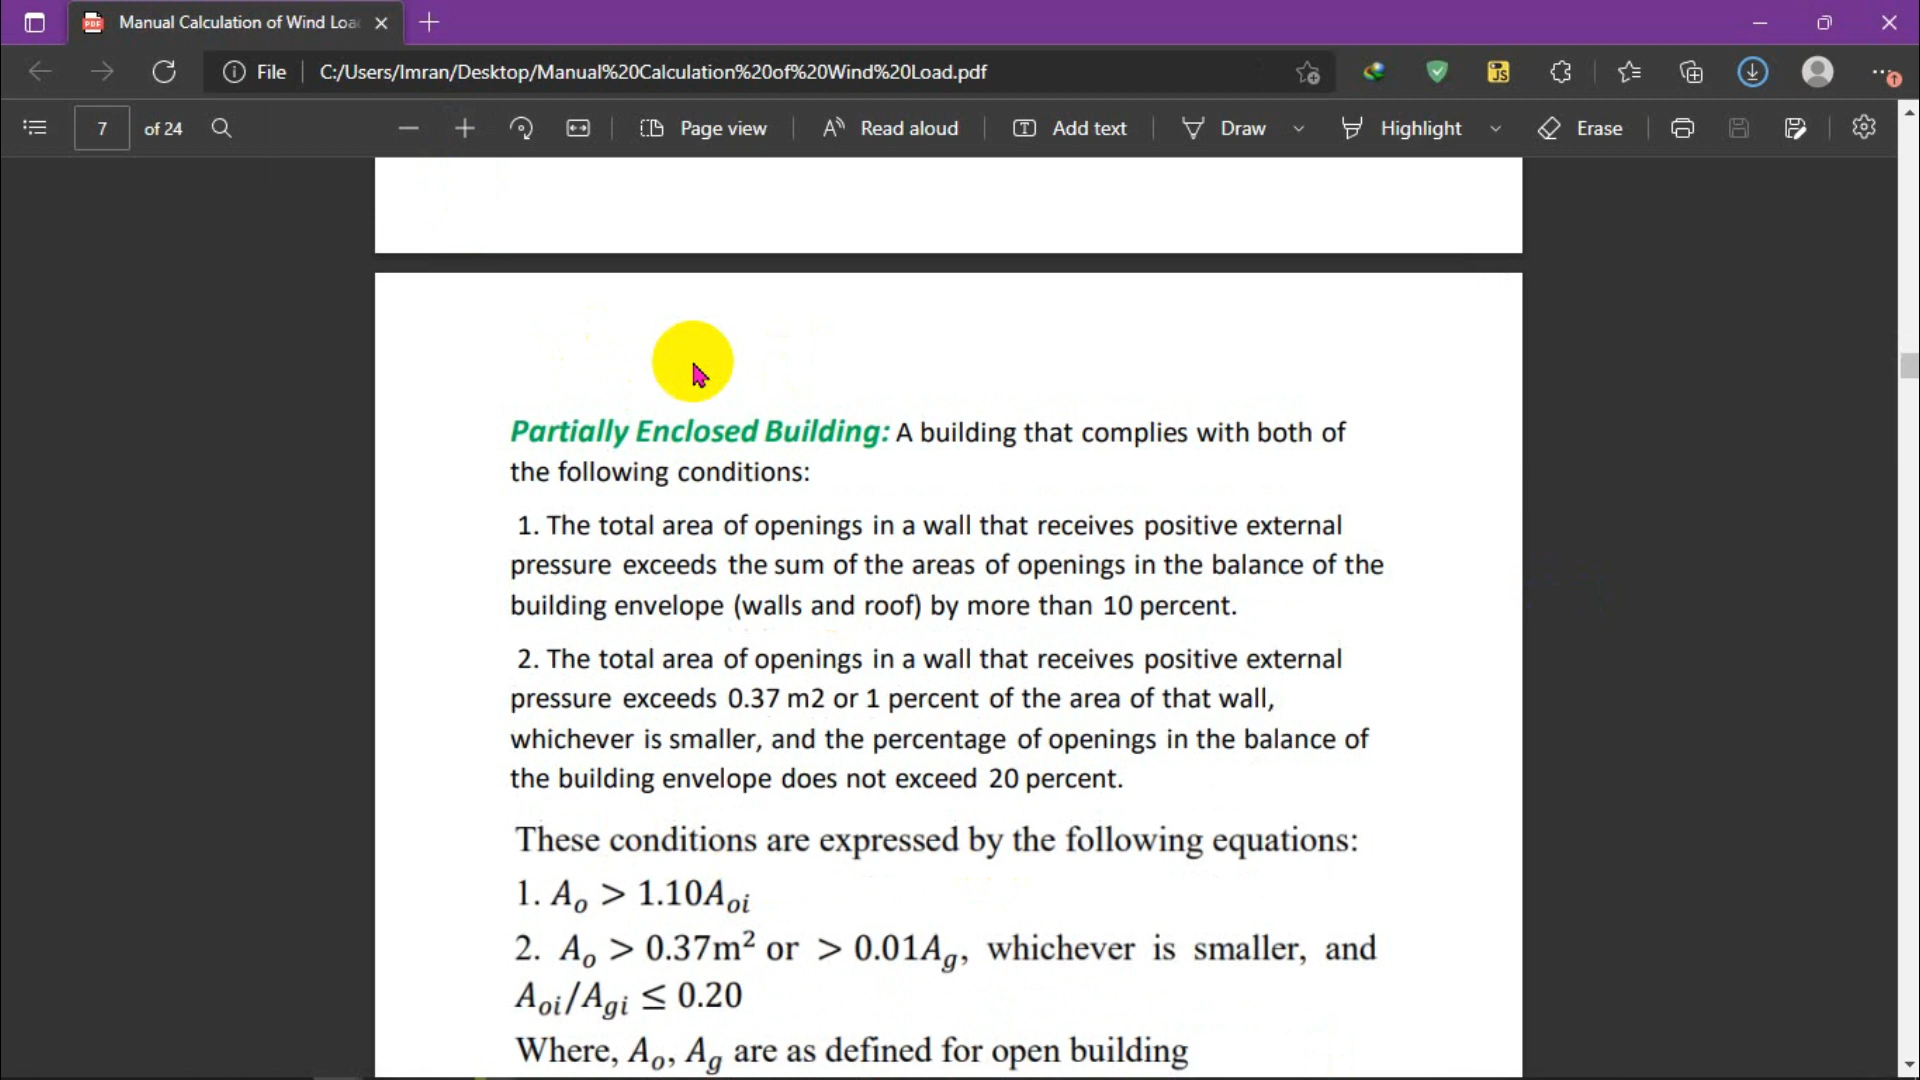 Manual Calculation of Wind Loa
File
C:/Users/Imran/Desktop/Manual%20Calculation%20of%20Wind%20Load.pdf
JS
7 of 24
Page view
Read aloud
Add text
Draw
Highlight
Erase
Partially Enclosed Building: A building that complies with both of
the following conditions:
1. The total area of openings in a wall that receives positive external
pressure exceeds the sum of the areas of openings in the balance of the
building envelope (walls and roof) by more than 10 percent.
2. The total area of openings in a wall that receives positive external
pressure exceeds 0.37 m2 or 1 percent of the area of that wall,
whichever is smaller, and the percentage of openings in the balance of
the building envelope does not exceed 20 percent.
These conditions are expressed by the following equations:
1. Aₒ > 1.10Aₒᵢ
2. Aₒ > 0.37m² or > 0.01A_g, whichever is smaller, and
A_oi/A_gi ≤ 0.20
Where, Aₒ, A_g are as defined for open building